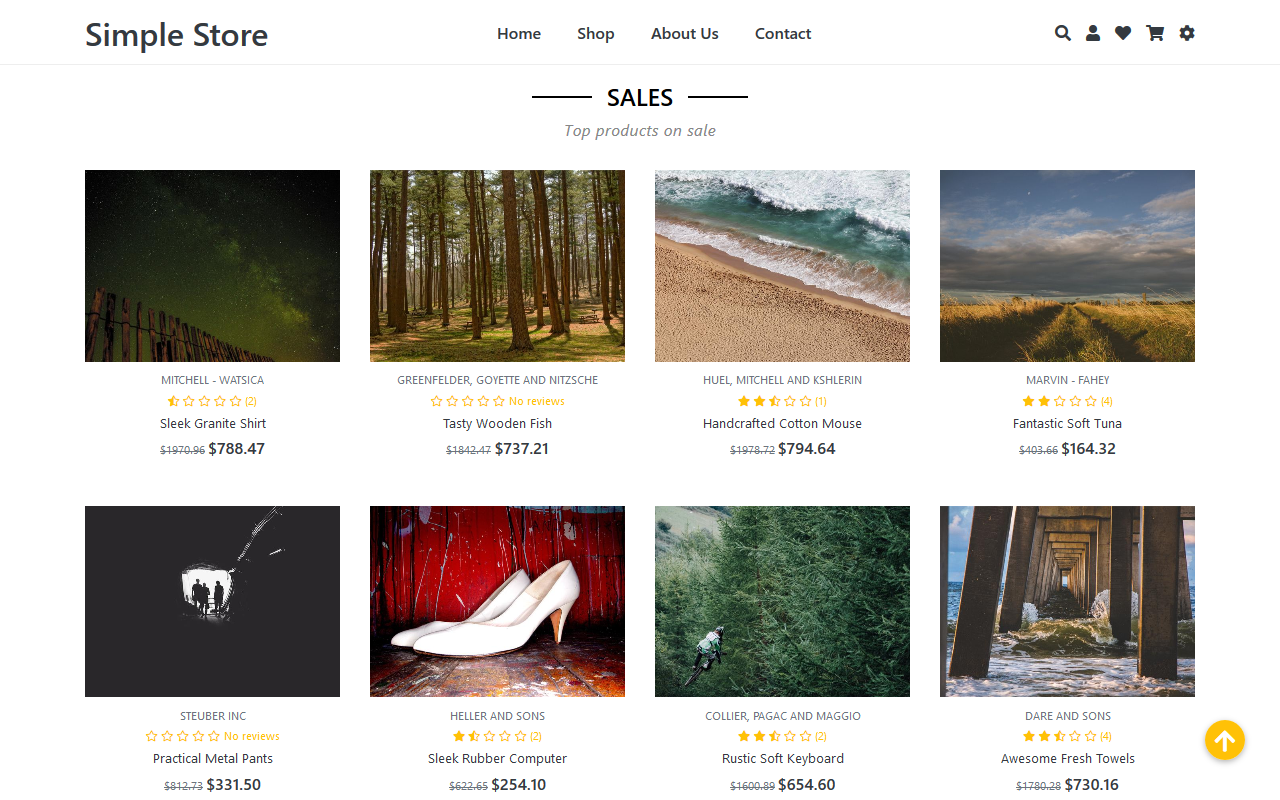 Simple Store
Home Shop About Us Contact
SALES
Top products on sale
MITCHELL - WATSICA
(2)
Sleek Granite Shirt
$1970.96 $788.47
GREENFELDER, GOYETTE AND NITZSCHE
No reviews
Tasty Wooden Fish
$1842.47 $737.21
HUEL, MITCHELL AND KSHLERIN
(1)
Handcrafted Cotton Mouse
$1978.72 $794.64
MARVIN - FAHEY
(4)
Fantastic Soft Tuna
$403.66 $164.32
STEUBER INC
No reviews
Practical Metal Pants
$812.73 $331.50
HELLER AND SONS
(2)
Sleek Rubber Computer
$622.65 $254.10
COLLIER, PAGAC AND MAGGIO
(2)
Rustic Soft Keyboard
$1600.89 $654.60
DARE AND SONS
(4)
Awesome Fresh Towels
$1780.28 $730.16